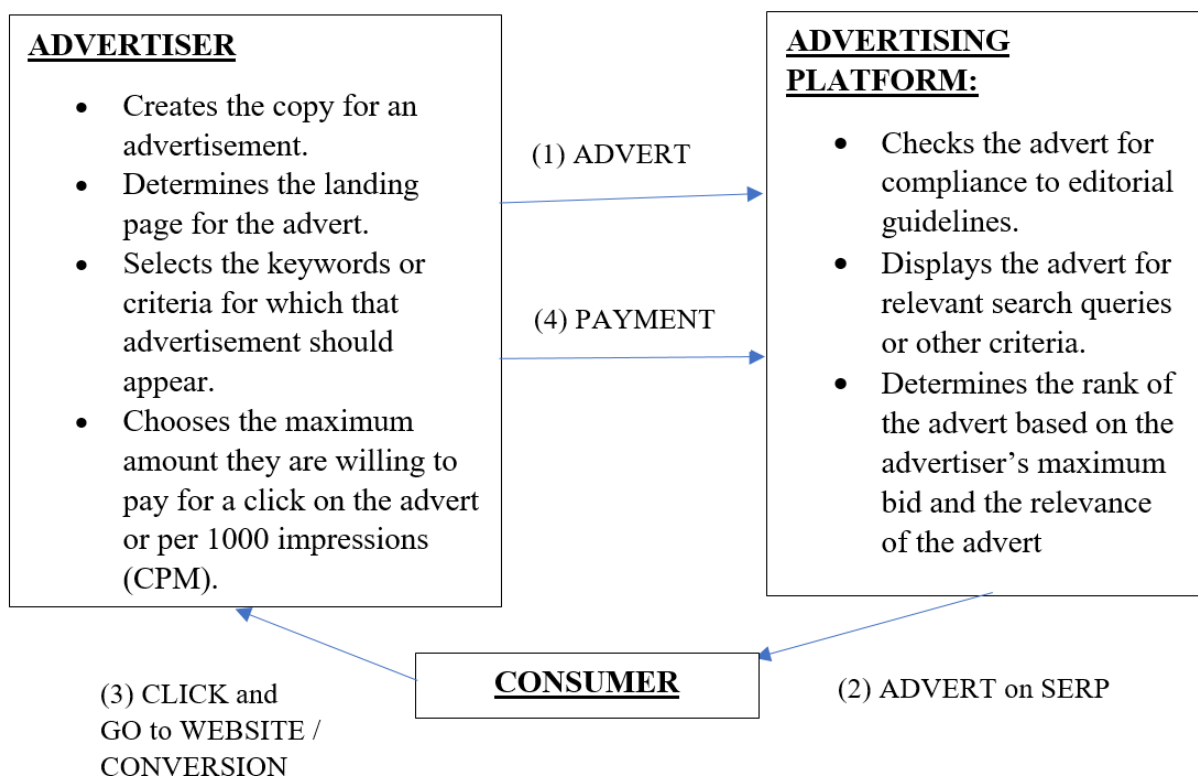 ADVERTISER
• Creates the copy for an
advertisement.
• Determines the landing
page for the advert.
• Selects the keywords or
criteria for which that
advertisement should
appear.
• Chooses the maximum
amount they are willing to
pay for a click on the advert
or per 1000 impressions
(CPM).
(1) ADVERT
(4) PAYMENT
ADVERTISING
PLATFORM:
• Checks the advert for
compliance to editorial
guidelines.
• Displays the advert for
relevant search queries
or other criteria.
• Determines the rank of
the advert based on the
advertiser’s maximum
bid and the relevance
of the advert
CONSUMER
(2) ADVERT on SERP
(3) CLICK and
GO to WEBSITE /
CONVERSION